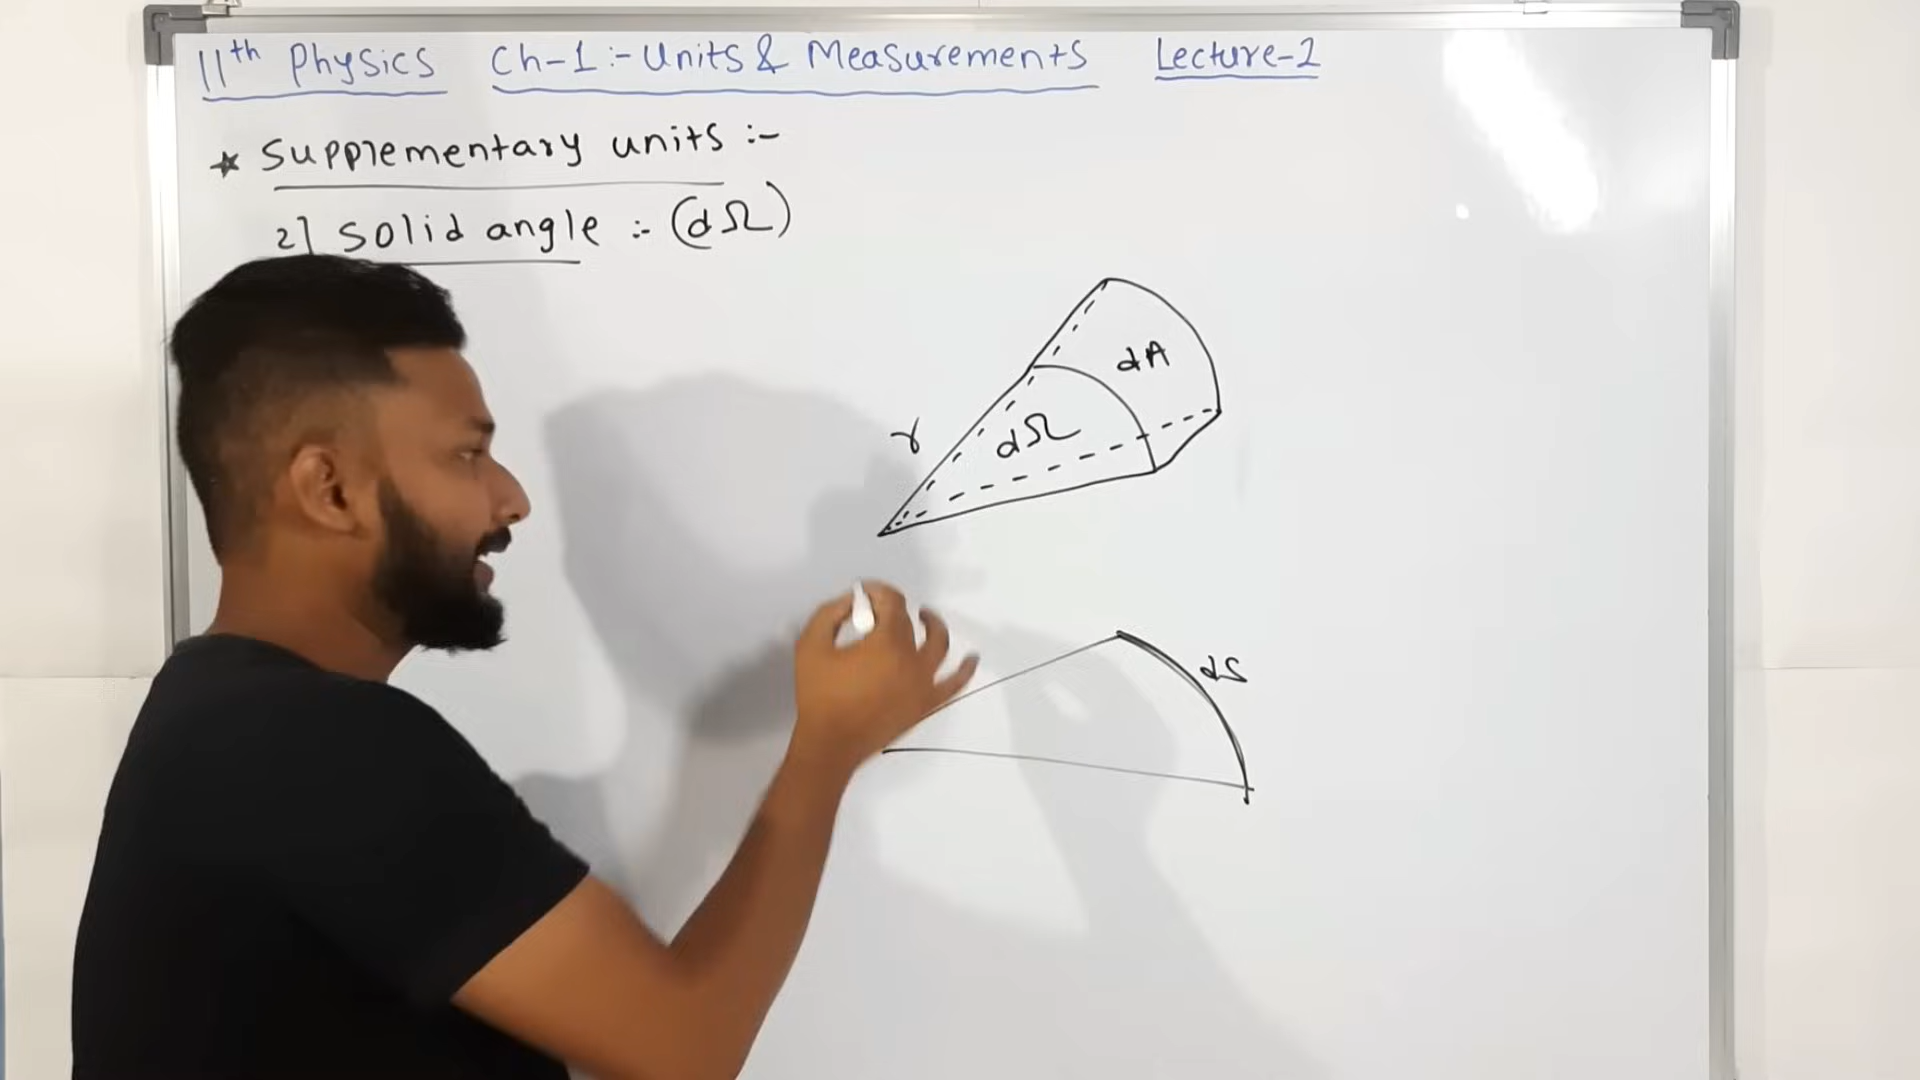 11th Physics Ch-1:- Units & Measurements Lecture-2
* Supplementary units :-
2] Solid angle :- (dΩ)
dA
r
dΩ
dS